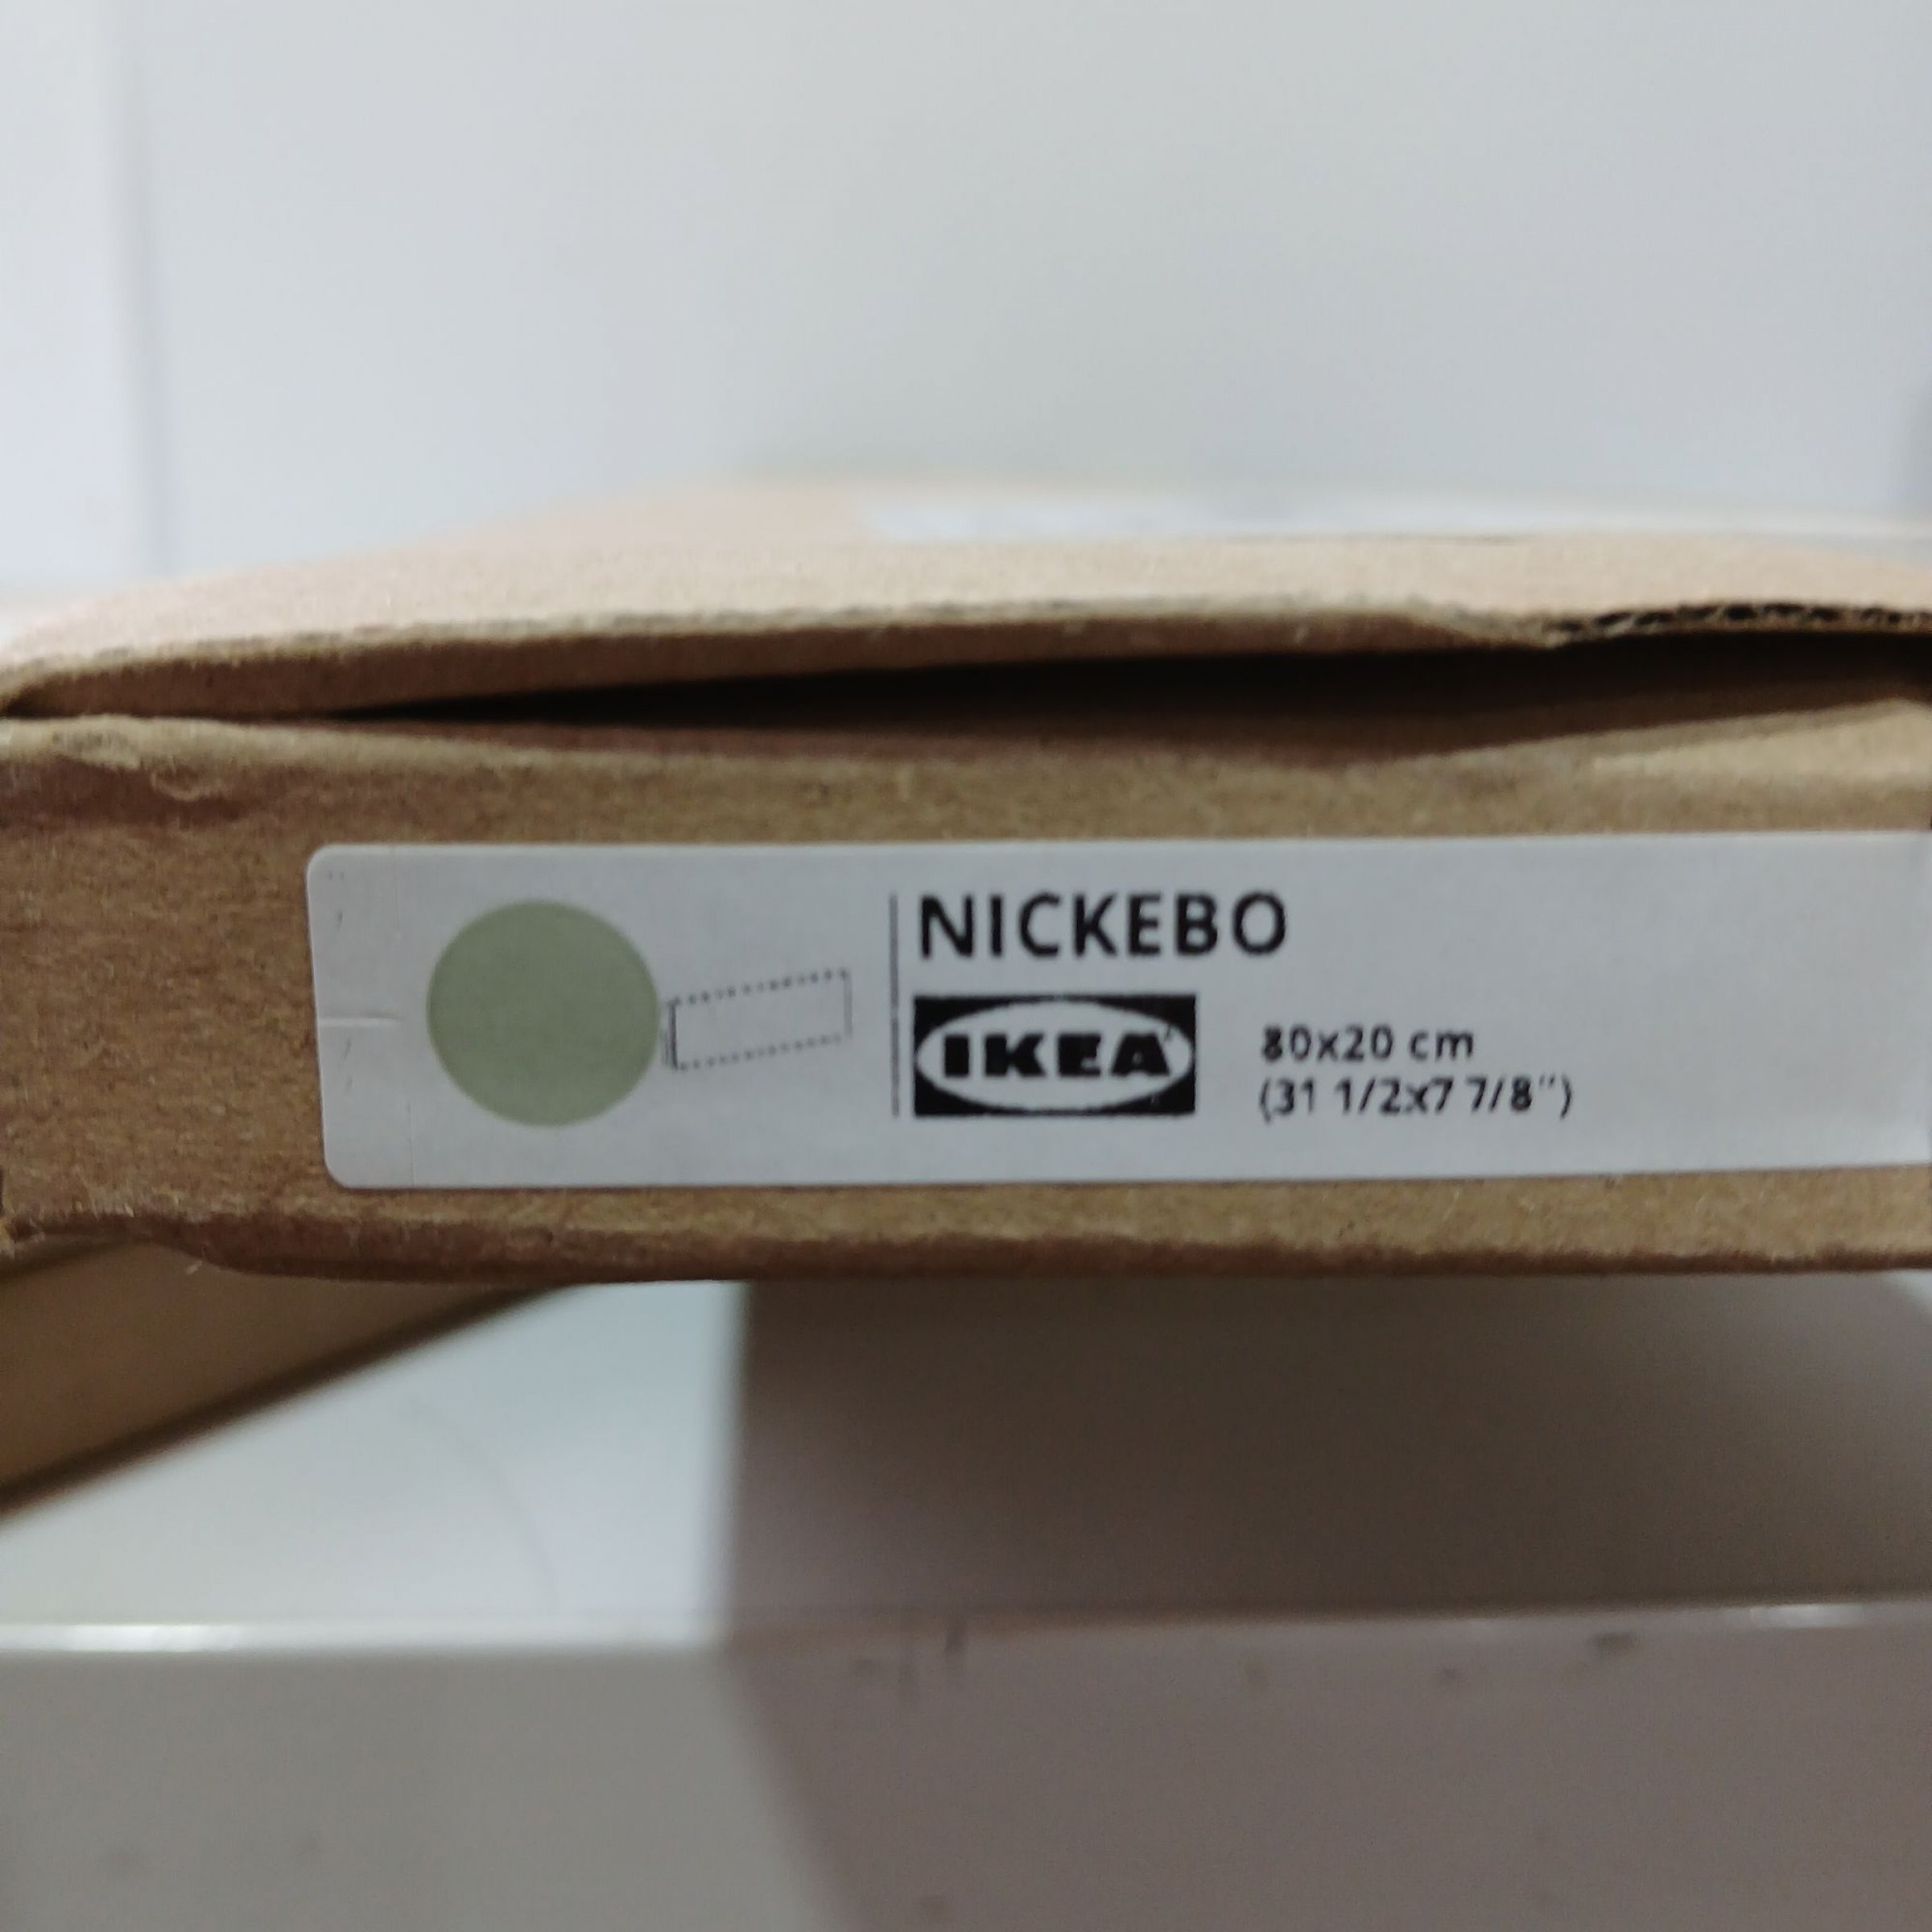 NICKEBO
IKEA
80x20 cm
(31 1/2x7 7/8")